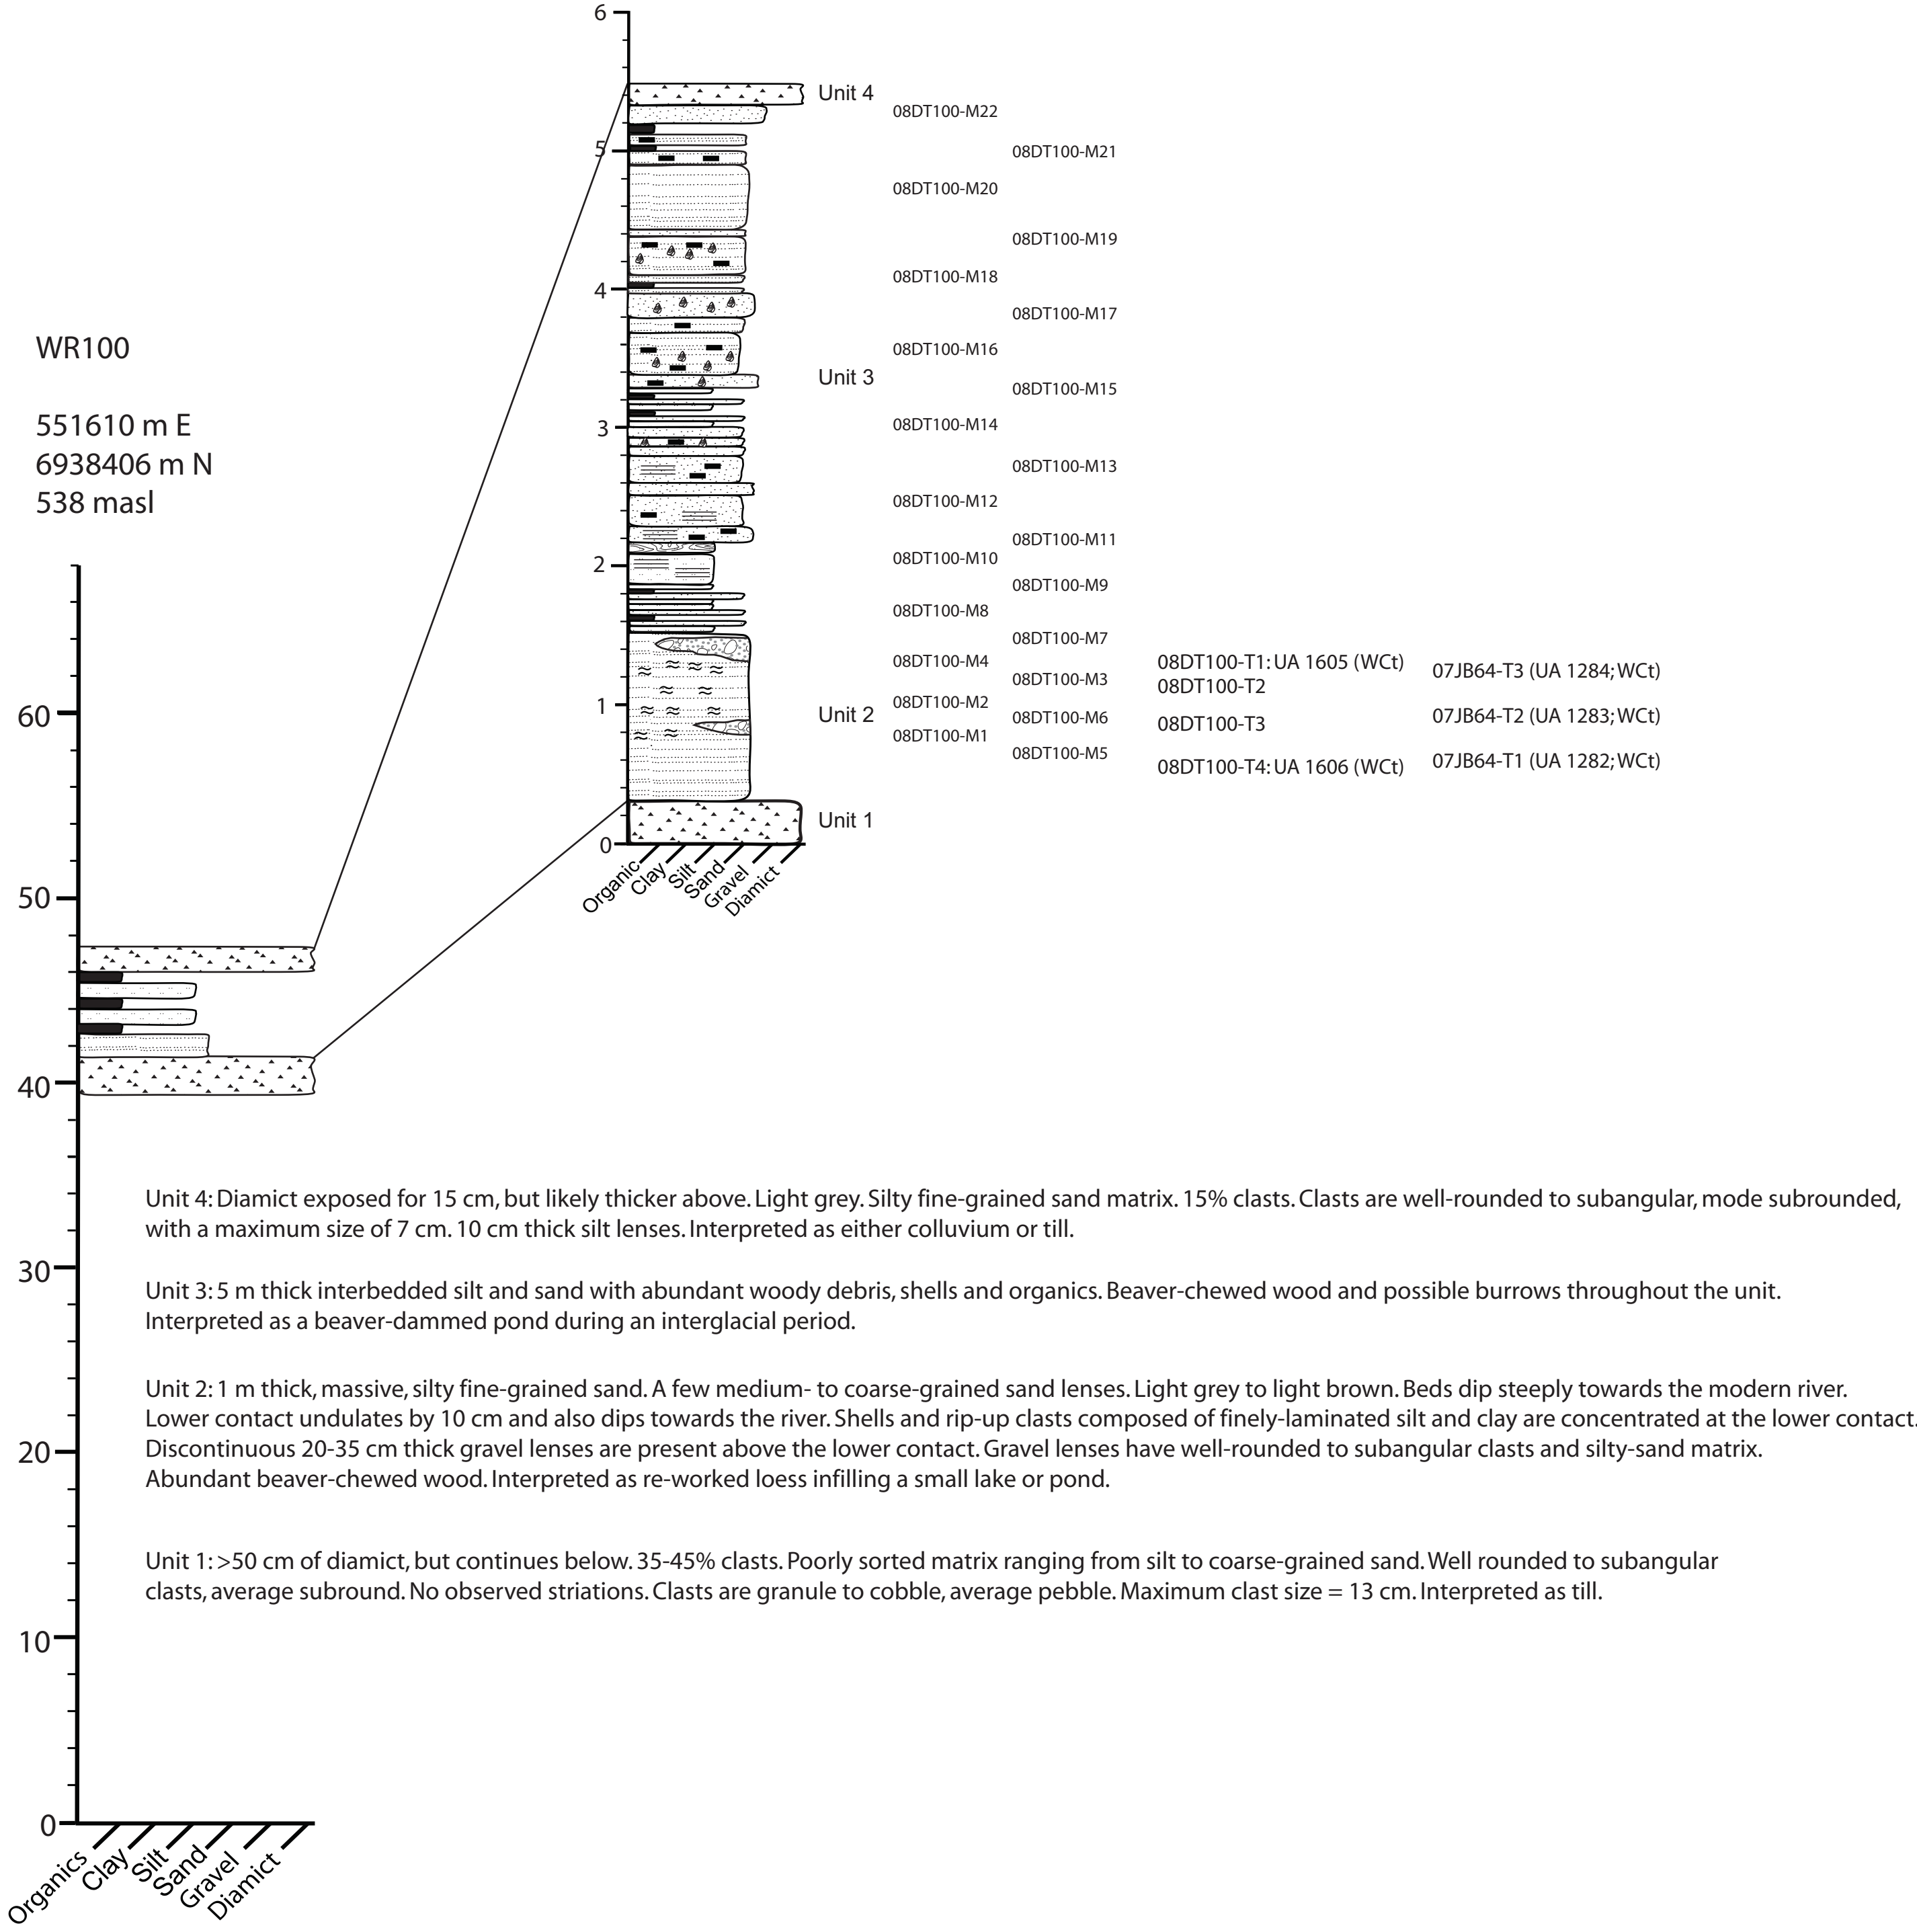 WR100
551610 m E
6938406 m N
538 masl
60
50
40
30
20
10
0
Organics
Clay
Silt
Sand
Gravel
Diamict
6
5
4
3
2
1
0
Organic
Clay
Silt
Sand
Gravel
Diamict
Unit 4
Unit 3
Unit 2
Unit 1
08DT100-M22
08DT100-M21
08DT100-M20
08DT100-M19
08DT100-M18
08DT100-M17
08DT100-M16
08DT100-M15
08DT100-M14
08DT100-M13
08DT100-M12
08DT100-M11
08DT100-M10
08DT100-M9
08DT100-M8
08DT100-M7
08DT100-M4
08DT100-M3
08DT100-M2
08DT100-M6
08DT100-M1
08DT100-M5
08DT100-T1: UA 1605 (WCt)
08DT100-T2
08DT100-T3
08DT100-T4: UA 1606 (WCt)
07JB64-T3 (UA 1284; WCt)
07JB64-T2 (UA 1283; WCt)
07JB64-T1 (UA 1282; WCt)
Unit 4: Diamict exposed for 15 cm, but likely thicker above. Light grey. Silty fine-grained sand matrix. 15% clasts. Clasts are well-rounded to subangular, mode subrounded,
with a maximum size of 7 cm. 10 cm thick silt lenses. Interpreted as either colluvium or till.
Unit 3: 5 m thick interbedded silt and sand with abundant woody debris, shells and organics. Beaver-chewed wood and possible burrows throughout the unit.
Interpreted as a beaver-dammed pond during an interglacial period.
Unit 2: 1 m thick, massive, silty fine-grained sand. A few medium- to coarse-grained sand lenses. Light grey to light brown. Beds dip steeply towards the modern river.
Lower contact undulates by 10 cm and also dips towards the river. Shells and rip-up clasts composed of finely-laminated silt and clay are concentrated at the lower contact.
Discontinuous 20-35 cm thick gravel lenses are present above the lower contact. Gravel lenses have well-rounded to subangular clasts and silty-sand matrix.
Abundant beaver-chewed wood. Interpreted as re-worked loess infilling a small lake or pond.
Unit 1: >50 cm of diamict, but continues below. 35-45% clasts. Poorly sorted matrix ranging from silt to coarse-grained sand. Well rounded to subangular
clasts, average subround. No observed striations. Clasts are granule to cobble, average pebble. Maximum clast size = 13 cm. Interpreted as till.